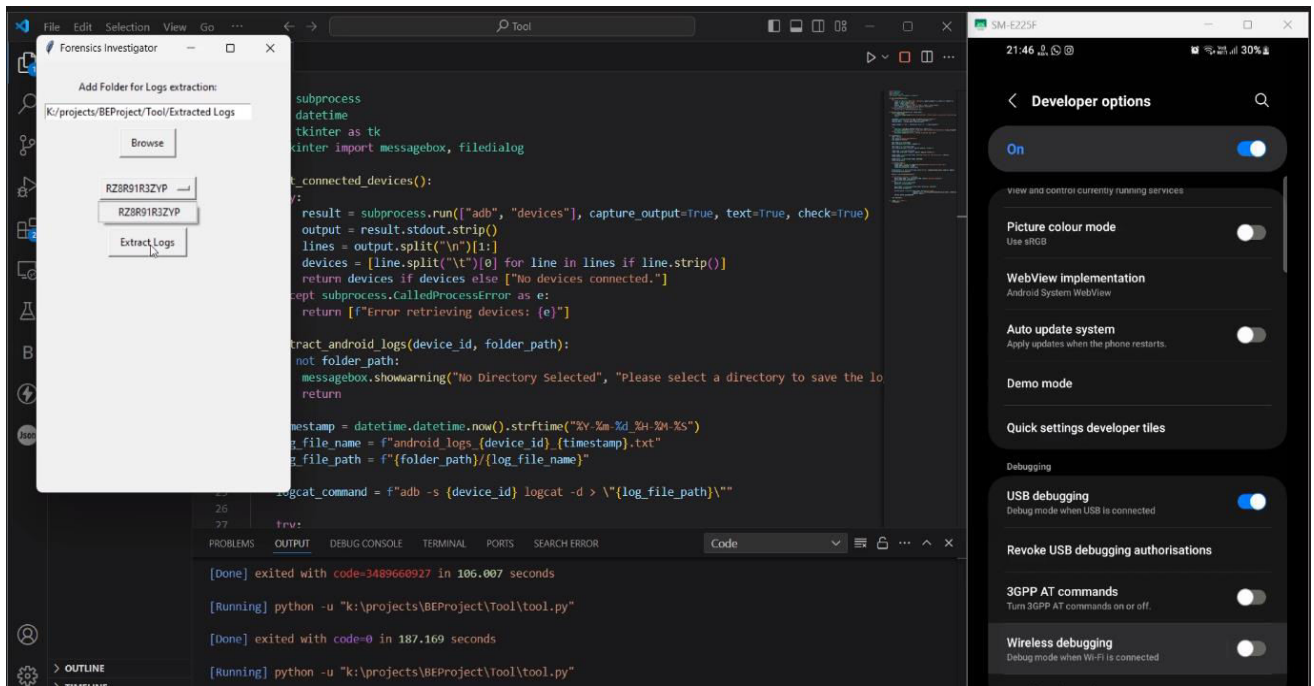 File Edit Selection View Go ...
Tool
Forensics Investigator
Add Folder for Logs extraction:
K:/projects/BEProject/Tool/Extracted Logs
Browse
RZ8R91R3ZYP
RZ8R91R3ZYP
Extract Logs
subprocess
datetime
tkinter as tk
kinter import messagebox, filedialog
t_connected_devices():
y:
result = subprocess.run(["adb", "devices"], capture_output=True, text=True, check=True)
output = result.stdout.strip()
lines = output.split("\n")[1:]
devices = [line.split("\t")[0] for line in lines if line.strip()]
return devices if devices else ["No devices connected."]
cept subprocess.CalledProcessError as e:
return [f"Error retrieving devices: {e}"]
tract_android_logs(device_id, folder_path):
not folder_path:
messagebox.showwarning("No Directory Selected", "Please select a directory to save the lo
return
mestamp = datetime.datetime.now().strftime("%Y-%m-%d_%H-%M-%S")
g_file_name = f"android_logs_{device_id}_{timestamp}.txt"
g_file_path = f"{folder_path}/{log_file_name}"
logcat_command = f"adb -s {device_id} logcat -d > \"{log_file_path}\""
26
27 try:
PROBLEMS OUTPUT DEBUG CONSOLE TERMINAL PORTS SEARCH ERROR Code
[Done] exited with code=3489660927 in 106.007 seconds
[Running] python -u "k:\projects\BEProject\Tool\tool.py"
[Done] exited with code=0 in 187.169 seconds
[Running] python -u "k:\projects\BEProject\Tool\tool.py"
B
Json
OUTLINE
SM-E225F
21:46 30%
Developer options
On
View and control currently running services
Picture colour mode
Use sRGB
WebView implementation
Android System WebView
Auto update system
Apply updates when the phone restarts.
Demo mode
Quick settings developer tiles
Debugging
USB debugging
Debug mode when USB is connected
Revoke USB debugging authorisations
3GPP AT commands
Turn 3GPP AT commands on or off.
Wireless debugging
Debug mode when Wi-Fi is connected